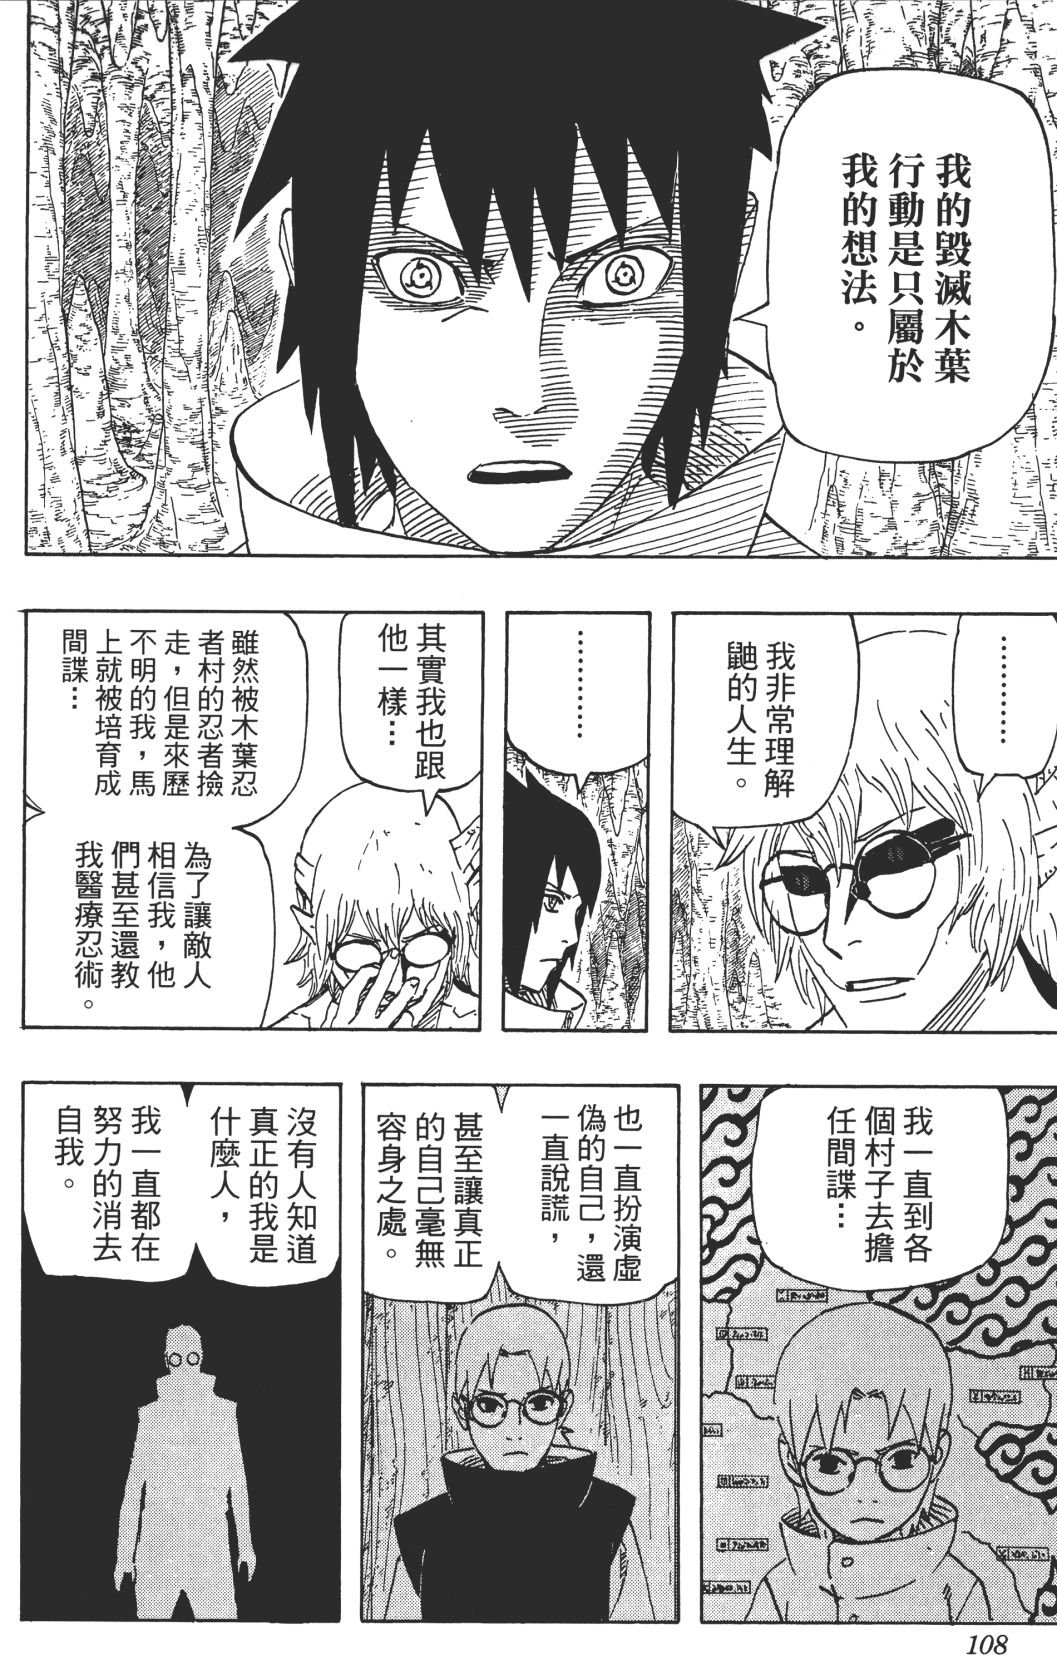 我的毀滅木葉
行動是只屬於
我的想法。
………
我非常理解
鼬的人生。
………
其實我也跟
他一樣…
雖然被木葉忍
者村的忍者撿
走，但是來歷
不明的我，馬
上就被培育成
間諜…
為了讓敵人
相信我，他
們甚至還教
我醫療忍術。
我一直到各
個村子去擔
任間諜…
也一直扮演虛
偽的自己，還
一直說謊，
甚至讓真正
的自己毫無
容身之處。
沒有人知道
真正的我是
什麼人，
我一直都在
努力的消去
自我。
108